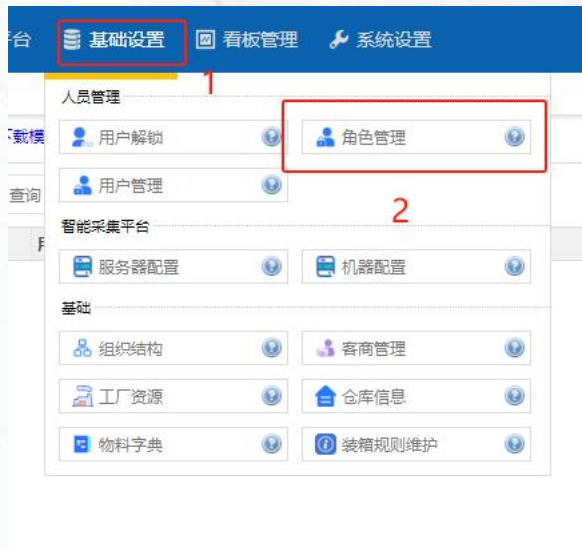 台 基础设置 看板管理 系统设置
1
人员管理
下载模
用户解锁 角色管理
查询
用户管理
2
智能采集平台
服务器配置 机器配置
基础
组织结构 客商管理
工厂资源 仓库信息
物料字典 装箱规则维护